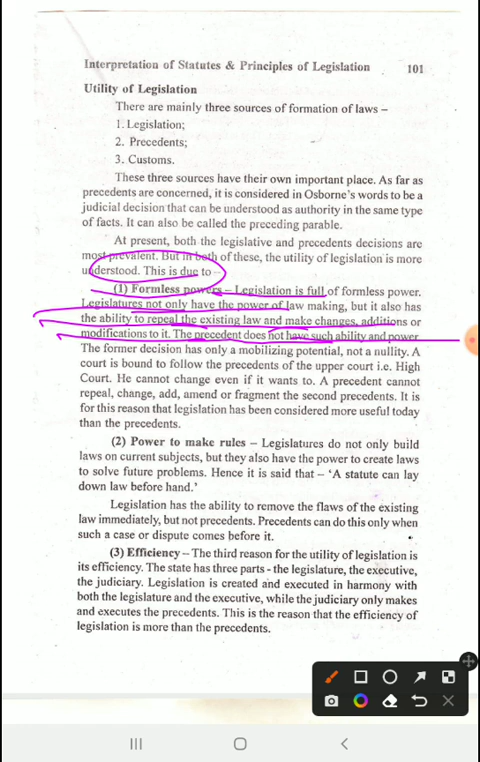 Interpretation of Statutes & Principles of Legislation 101
Utility of Legislation
There are mainly three sources of formation of laws –
1. Legislation;
2. Precedents;
3. Customs.
These three sources have their own important place. As far as
precedents are concerned, it is considered in Osborne's words to be a
judicial decision that can be understood as authority in the same type
of facts. It can also be called the preceding parable.
At present, both the legislative and precedents decisions are
most prevalent. But in both of these, the utility of legislation is more
understood. This is due to –
(1) Formless powers – Legislation is full of formless power.
Legislatures not only have the power of law making, but it also has
the ability to repeal the existing law and make changes, additions or
modifications to it. The precedent does not have such ability and power.
The former decision has only a mobilizing potential, not a nullity. A
court is bound to follow the precedents of the upper court i.e. High
Court. He cannot change even if it wants to. A precedent cannot
repeal, change, add, amend or fragment the second precedents. It is
for this reason that legislation has been considered more useful today
than the precedents.
(2) Power to make rules – Legislatures do not only build
laws on current subjects, but they also have the power to create laws
to solve future problems. Hence it is said that – 'A statute can lay
down law before hand.'
Legislation has the ability to remove the flaws of the existing
law immediately, but not precedents. Precedents can do this only when
such a case or dispute comes before it.
(3) Efficiency – The third reason for the utility of legislation is
its efficiency. The state has three parts - the legislature, the executive,
the judiciary. Legislation is created and executed in harmony with
both the legislature and the executive, while the judiciary only makes
and executes the precedents. This is the reason that the efficiency of
legislation is more than the precedents.